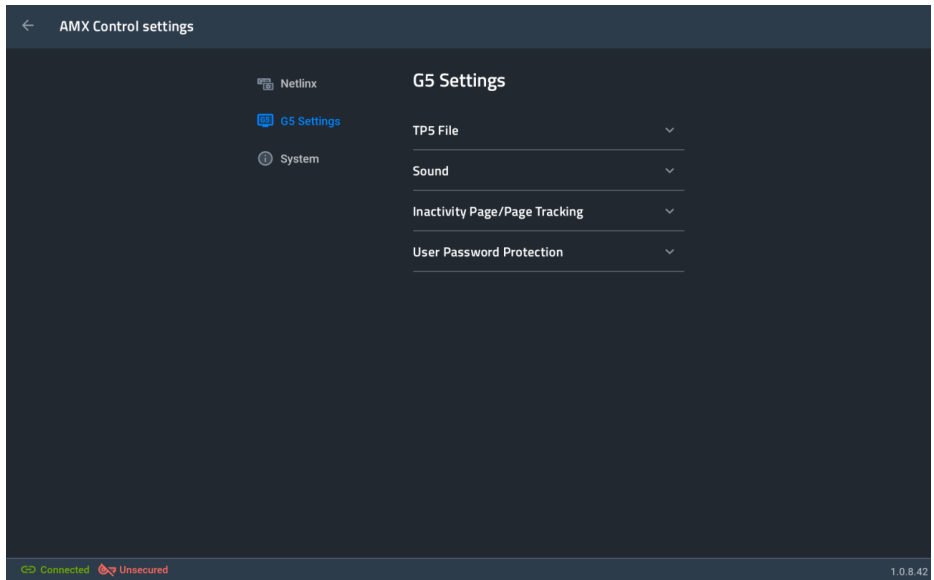 AMX Control settings
Netlinx
G5 Settings
System
G5 Settings
TP5 File
Sound
Inactivity Page/Page Tracking
User Password Protection
Connected Unsecured
1.0.8.42